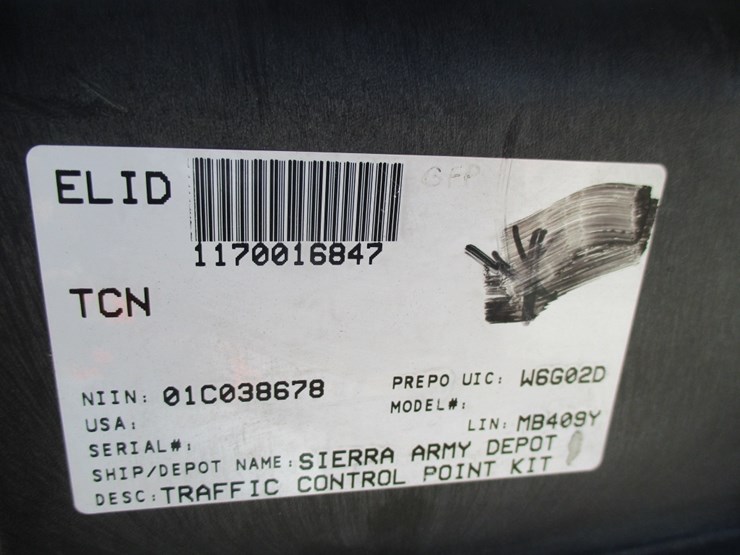 ELID
GFP
1170016847
TCN
NIIN: 01C038678 PREPO UIC: W6G02D
USA: MODEL#:
SERIAL#: LIN: MB409Y
SHIP/DEPOT NAME: SIERRA ARMY DEPOT
DESC: TRAFFIC CONTROL POINT KIT